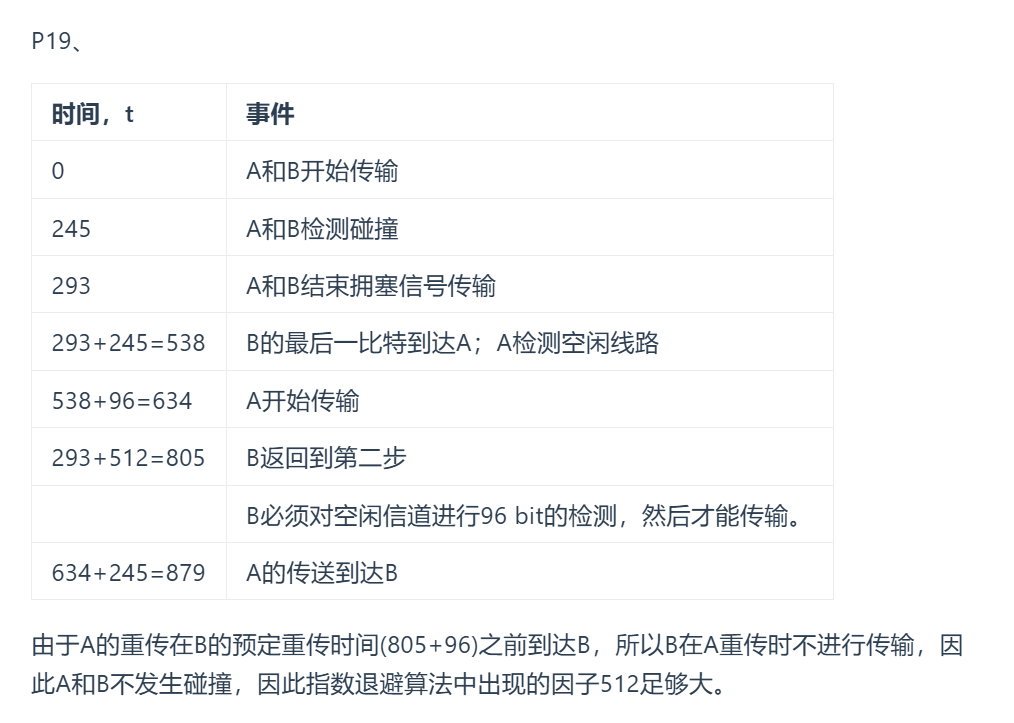 P19、
时间，t 事件
0 A和B开始传输
245 A和B检测碰撞
293 A和B结束拥塞信号传输
293+245=538 B的最后一比特到达A；A检测空闲线路
538+96=634 A开始传输
293+512=805 B返回到第二步
B必须对空闲信道进行96 bit的检测，然后才能传输。
634+245=879 A的传送到达B
由于A的重传在B的预定重传时间(805+96)之前到达B，所以B在A重传时不进行传输，因
此A和B不发生碰撞，因此指数退避算法中出现的因子512足够大。